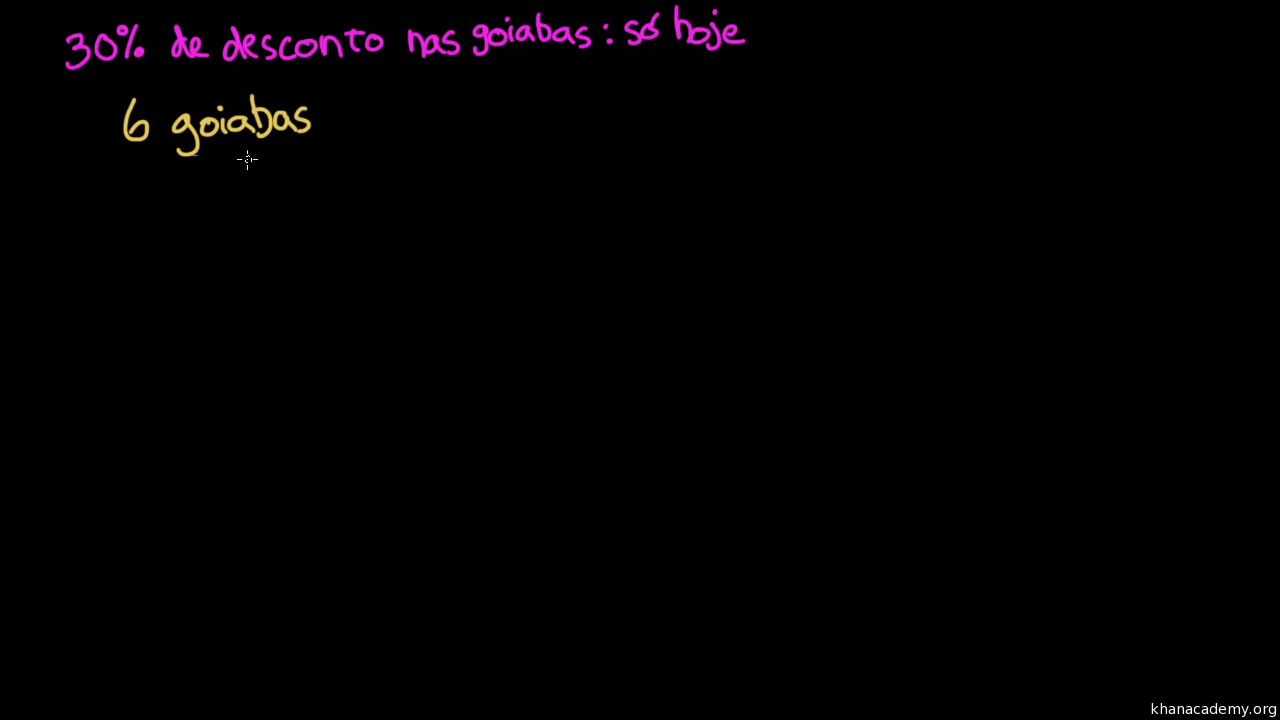 30% de desconto nas goiabas : só hoje
6 goiabas
khanacademy.org